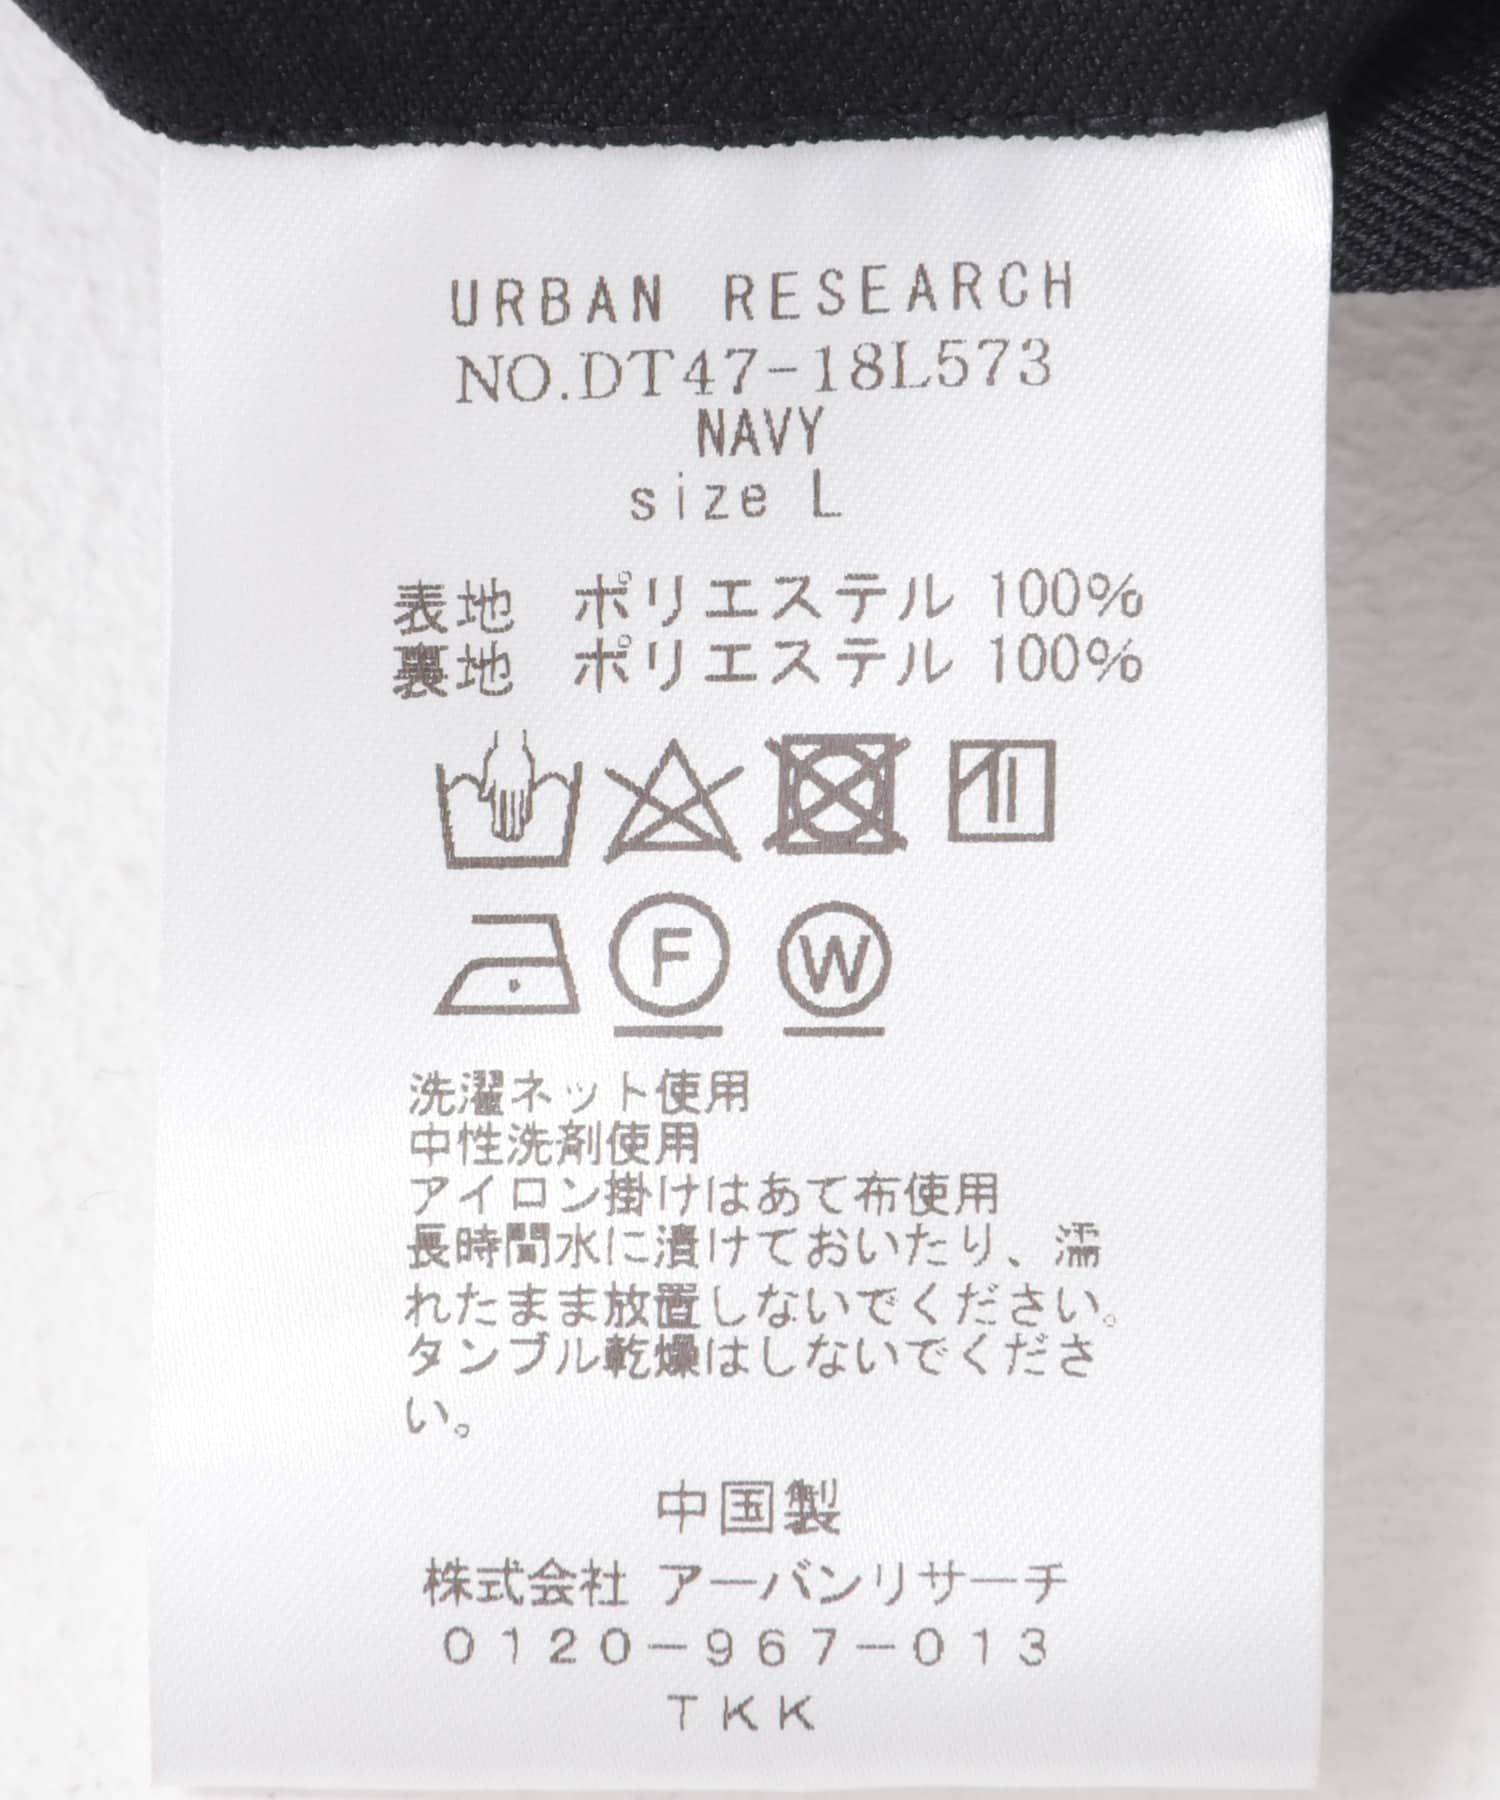 URBAN RESEARCH
NO.DT47-18L573
NAVY
size L
表地 ポリエステル 100%
裏地 ポリエステル 100%
F W
洗濯ネット使用
中性洗剤使用
アイロン掛けはあて布使用
長時間水に漬けておいたり、濡
れたまま放置しないでください。
タンブル乾燥はしないでくださ
い。
中国製
株式会社 アーバンリサーチ
0120-967-013
TKK